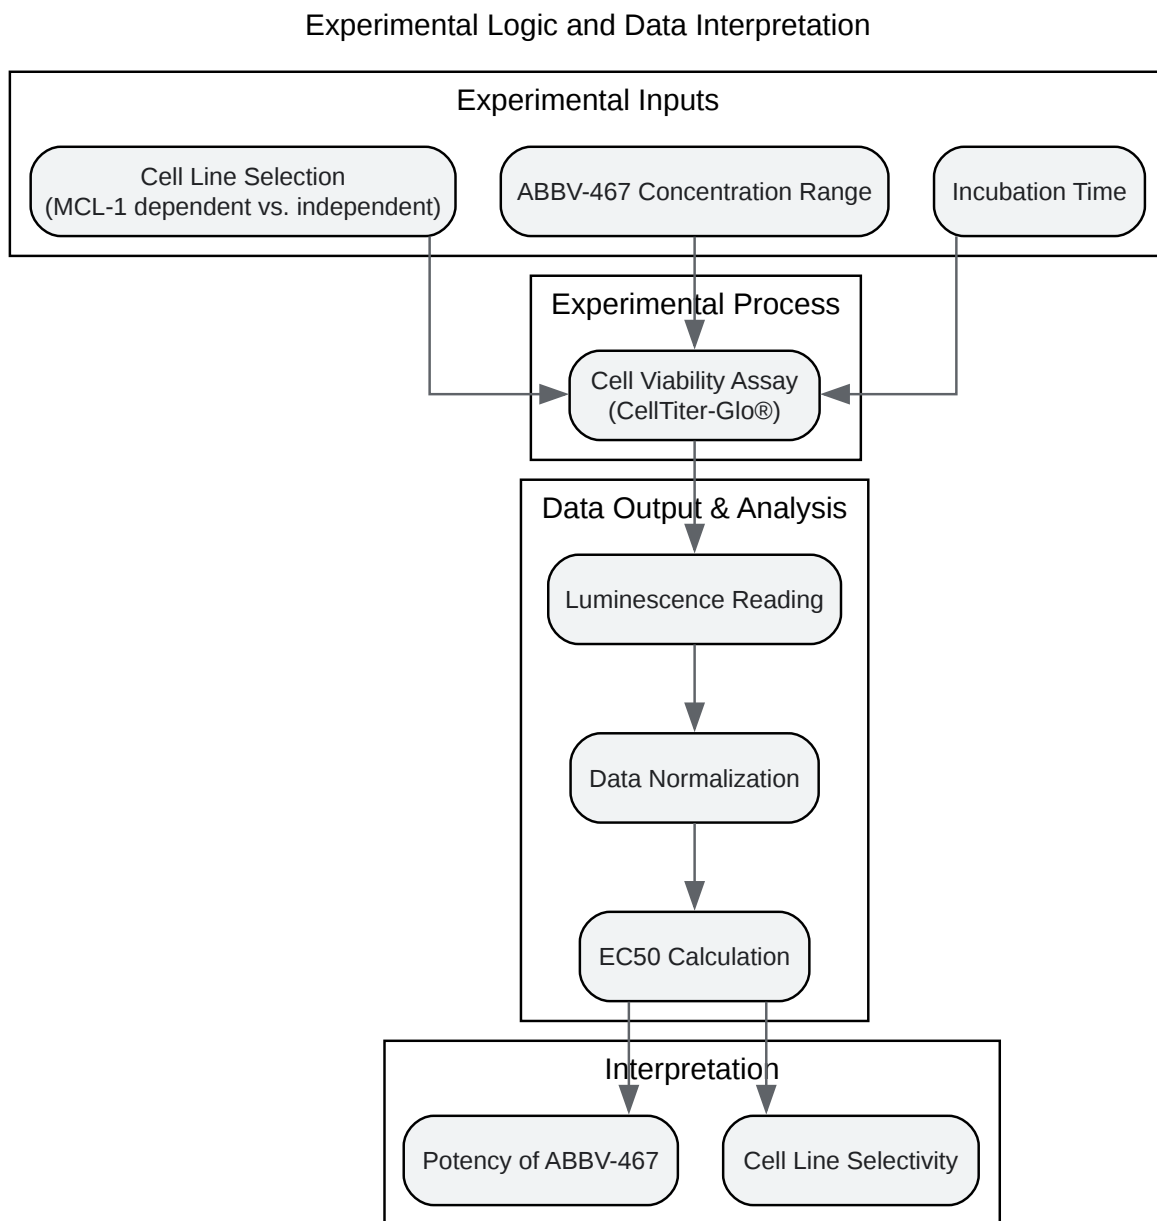 Experimental Logic and Data Interpretation
Experimental Inputs
Cell Line Selection
(MCL-1 dependent vs. independent)
ABBV-467 Concentration Range
Incubation Time
Experimental Process
Cell Viability Assay
(CellTiter-Glo®)
Data Output & Analysis
Luminescence Reading
Data Normalization
EC50 Calculation
Interpretation
Potency of ABBV-467
Cell Line Selectivity